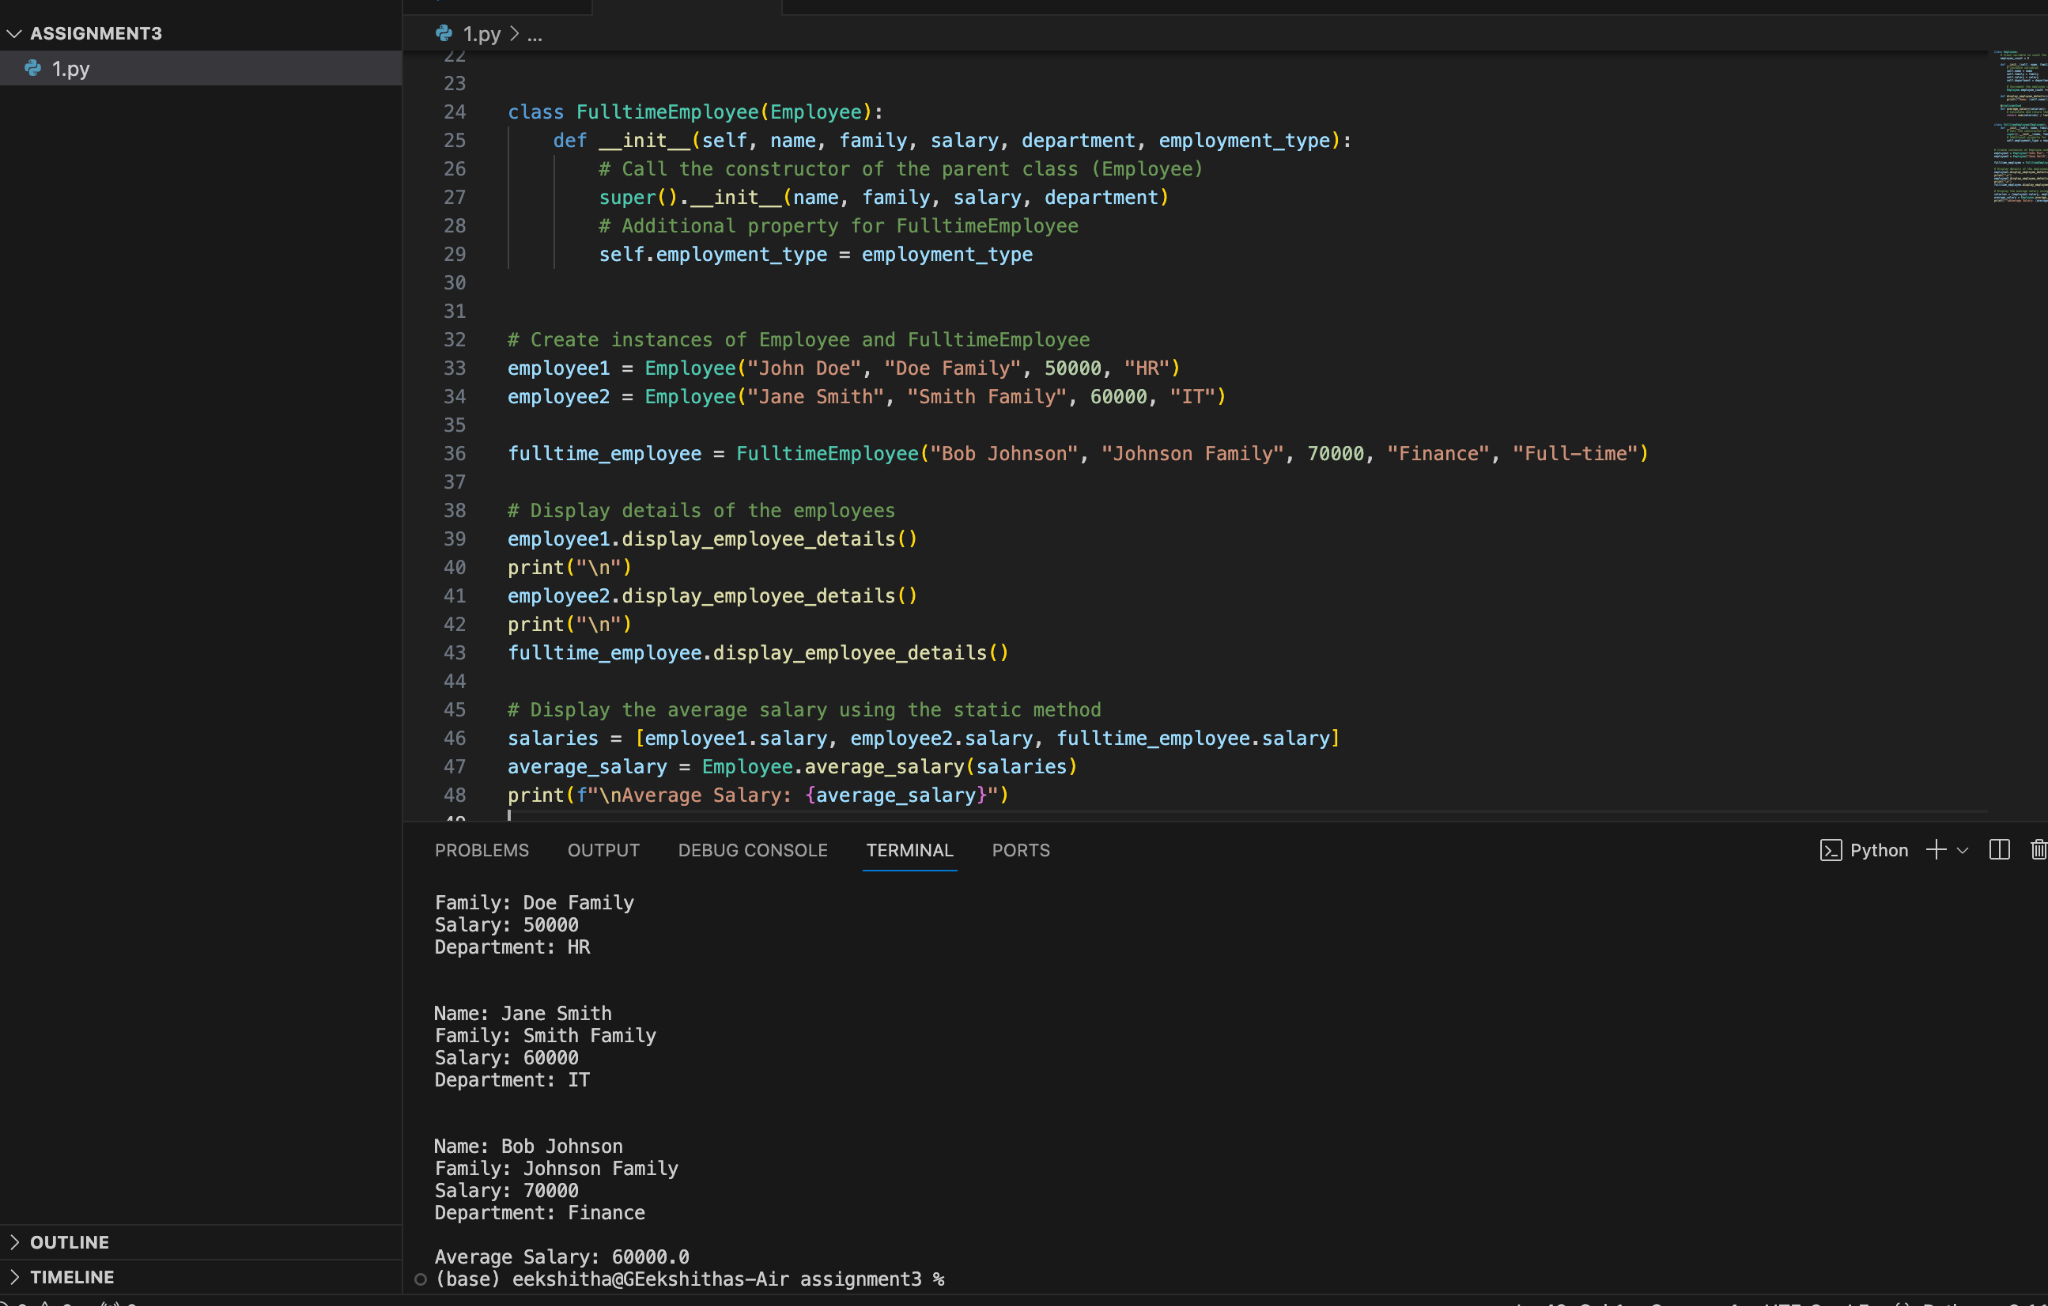 ASSIGNMENT3
1.py
1.py > ...
22
23
24 class FulltimeEmployee(Employee):
25     def __init__(self, name, family, salary, department, employment_type):
26         # Call the constructor of the parent class (Employee)
27         super().__init__(name, family, salary, department)
28         # Additional property for FulltimeEmployee
29         self.employment_type = employment_type
30
31
32 # Create instances of Employee and FulltimeEmployee
33 employee1 = Employee("John Doe", "Doe Family", 50000, "HR")
34 employee2 = Employee("Jane Smith", "Smith Family", 60000, "IT")
35
36 fulltime_employee = FulltimeEmployee("Bob Johnson", "Johnson Family", 70000, "Finance", "Full-time")
37
38 # Display details of the employees
39 employee1.display_employee_details()
40 print("\n")
41 employee2.display_employee_details()
42 print("\n")
43 fulltime_employee.display_employee_details()
44
45 # Display the average salary using the static method
46 salaries = [employee1.salary, employee2.salary, fulltime_employee.salary]
47 average_salary = Employee.average_salary(salaries)
48 print(f"\nAverage Salary: {average_salary}")
PROBLEMS OUTPUT DEBUG CONSOLE TERMINAL PORTS Python
Family: Doe Family
Salary: 50000
Department: HR
Name: Jane Smith
Family: Smith Family
Salary: 60000
Department: IT
Name: Bob Johnson
Family: Johnson Family
Salary: 70000
Department: Finance
Average Salary: 60000.0
(base) eekshitha@GEekshithas-Air assignment3 %
OUTLINE
TIMELINE